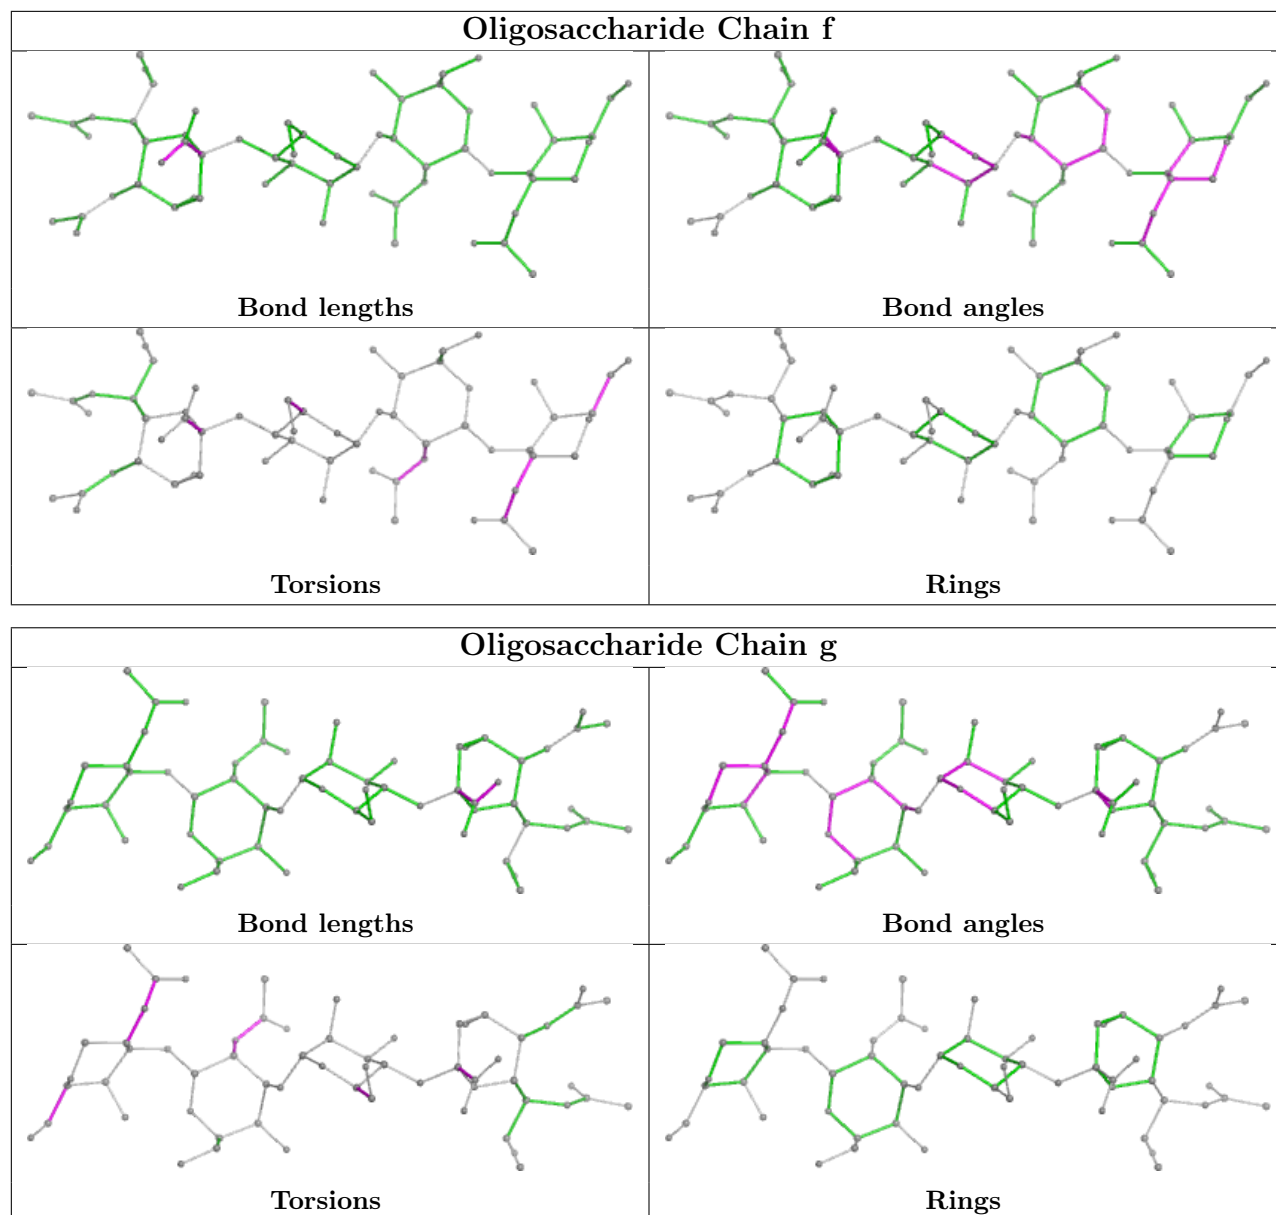 Oligosaccharide Chain f
Bond lengths
Bond angles
Torsions
Rings
Oligosaccharide Chain g
Bond lengths
Bond angles
Torsions
Rings